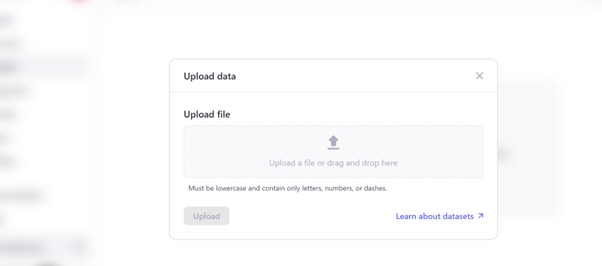 Upload data
Upload file
Upload a file or drag and drop here
Must be lowercase and contain only letters, numbers, or dashes.
Upload
Learn about datasets